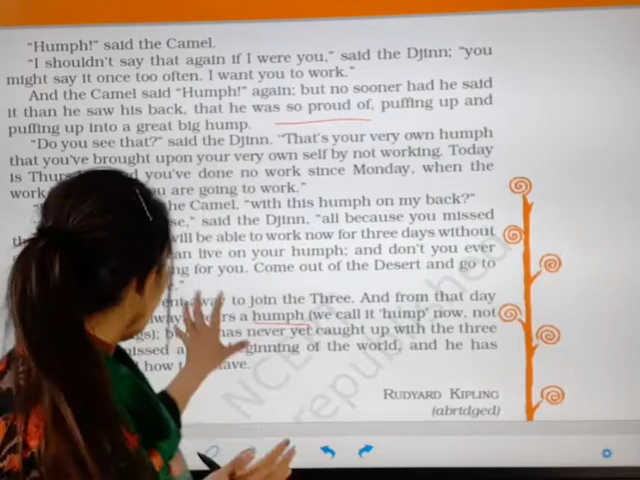 "Humph!" said the Camel.
"I shouldn't say that again if I were you," said the Djinn; "you
might say it once too often. I want you to work."
And the Camel said "Humph!" again; but no sooner had he said
it than he saw his back, that he was so proud of, puffing up and
puffing up into a great big hump.
"Do you see that?" said the Djinn. "That's your very own humph
that you've brought upon your very own self by not working. Today
is Thurs you've done no work since Monday, when the
work are going to work."
the Camel, "with this humph on my back?"
said the Djinn, "all because you missed
will be able to work now for three days without
an live on your humph; and don't you ever
ng for you. Come out of the Desert and go to
away to join the Three. And from that day
rs a humph (we call it 'hump' now, not
gs); b has never yet caught up with the three
issed a eginning of the world, and he has
how ave.
RUDYARD KIPLING
(abridged)
NCE
republished